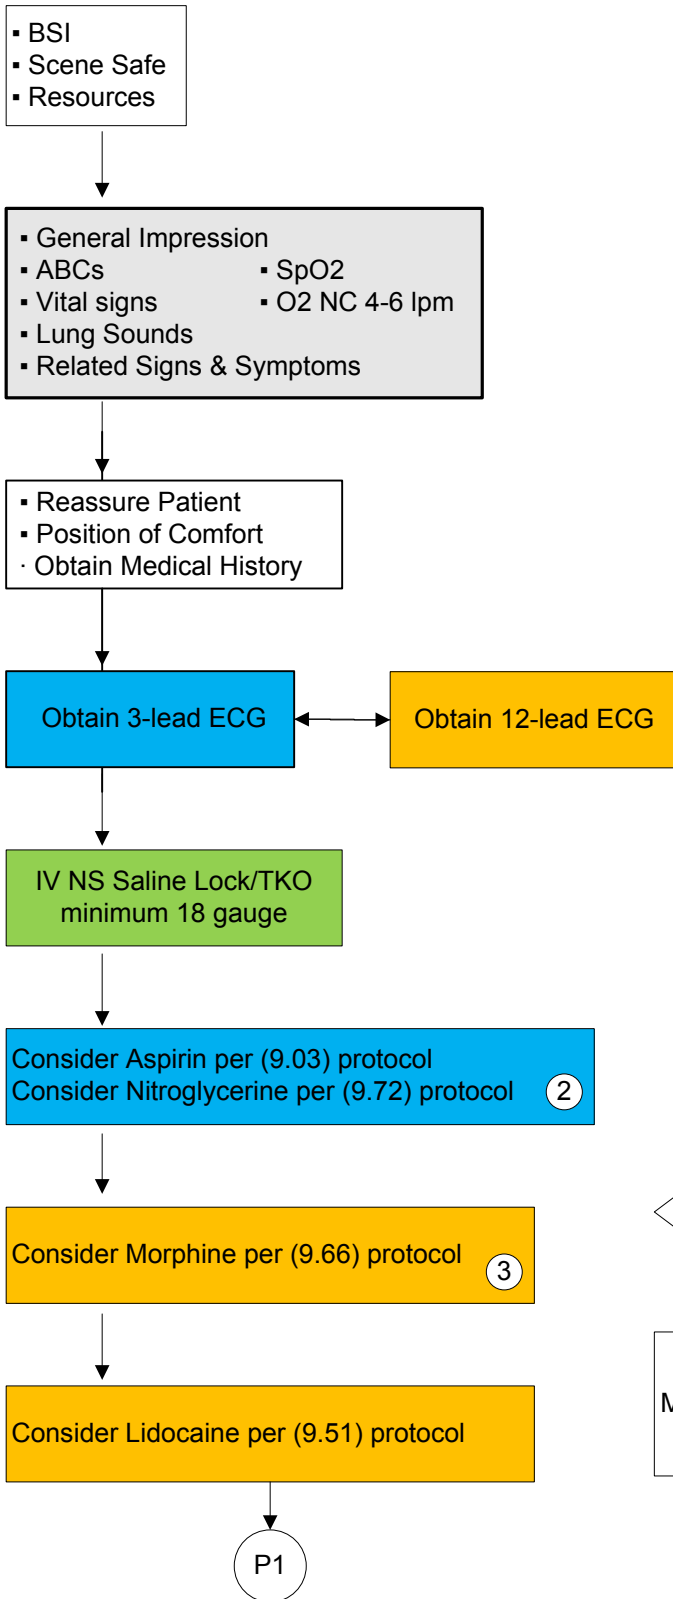 ▪ BSI
▪ Scene Safe
▪ Resources
▪ General Impression
▪ ABCs ▪ SpO2
▪ Vital signs ▪ O2 NC 4-6 lpm
▪ Lung Sounds
▪ Related Signs & Symptoms
▪ Reassure Patient
▪ Position of Comfort
· Obtain Medical History
Obtain 3-lead ECG
Obtain 12-lead ECG
IV NS Saline Lock/TKO
minimum 18 gauge
Consider Aspirin per (9.03) protocol
Consider Nitroglycerine per (9.72) protocol 2
Consider Morphine per (9.66) protocol 3
M
Consider Lidocaine per (9.51) protocol
P1